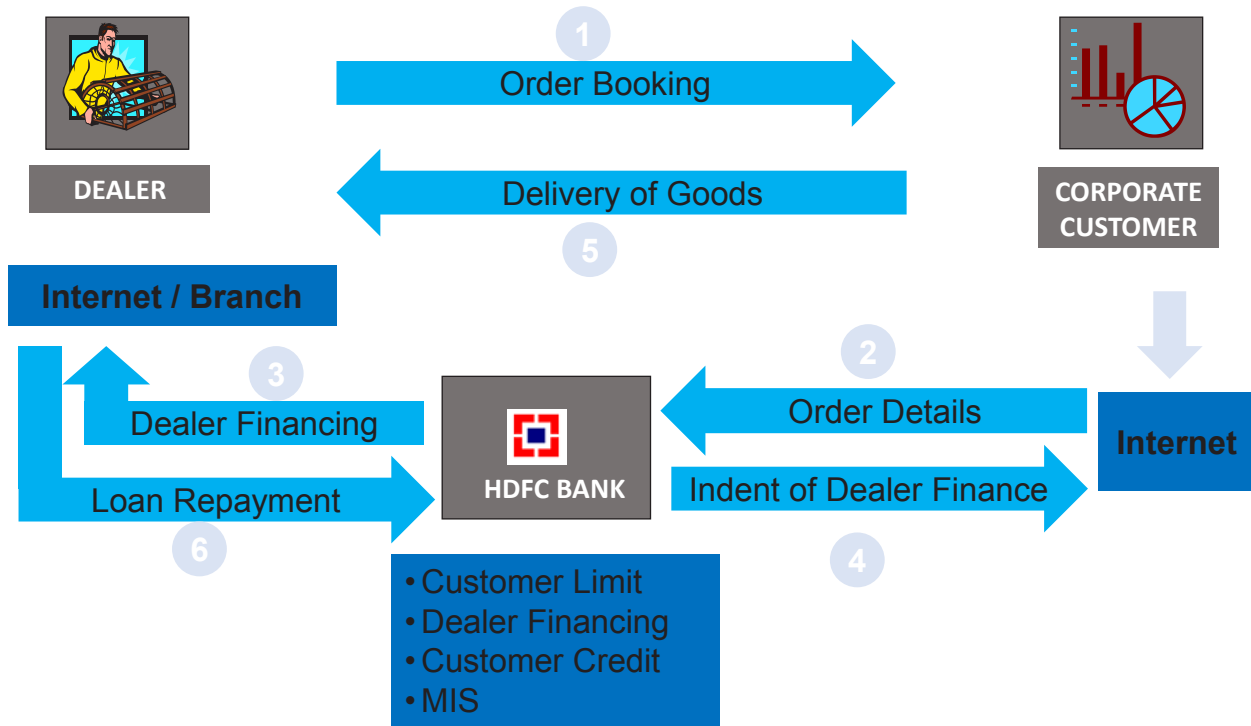 1
Order Booking
DEALER
Delivery of Goods
5
CORPORATE
CUSTOMER
Internet / Branch
3
Dealer Financing
2
Order Details
Internet
HDFC BANK
Loan Repayment
6
Indent of Dealer Finance
4
• Customer Limit
• Dealer Financing
• Customer Credit
• MIS